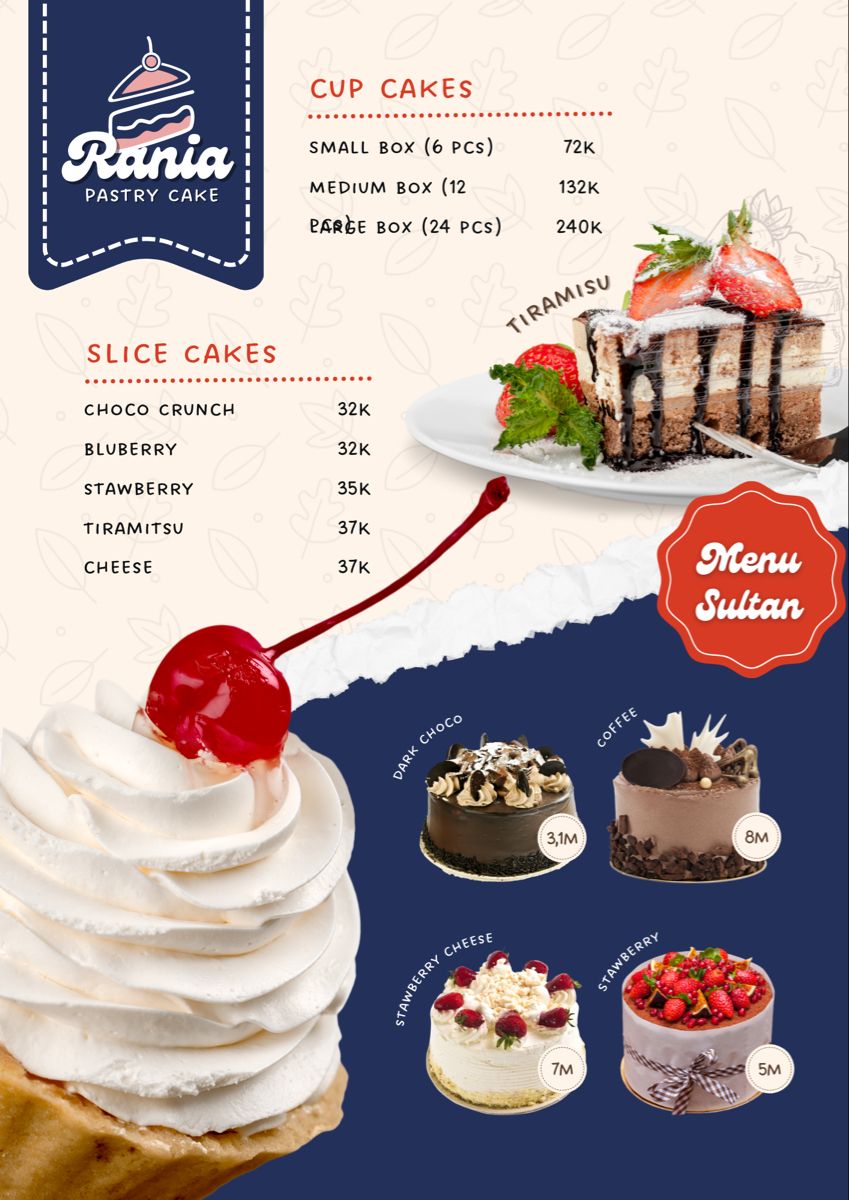 Rania
PASTRY CAKE
CUP CAKES
SMALL BOX (6 PCS) 72K
MEDIUM BOX (12 PCS) 132K
LARGE BOX (24 PCS) 240K
TIRAMISU
SLICE CAKES
CHOCO CRUNCH 32K
BLUBERRY 32K
STAWBERRY 35K
TIRAMITSU 37K
CHEESE 37K
Menu
Sultan
DARK CHOCO
3,1M
COFFEE
8M
STAWBERRY CHEESE
7M
STAWBERRY
5M